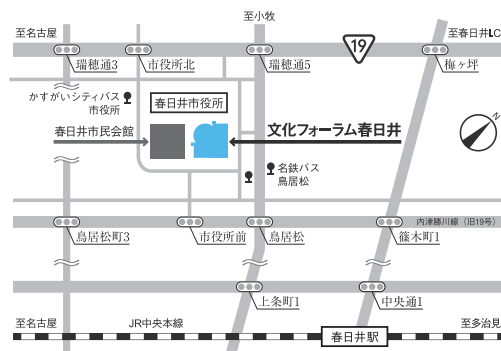 至小牧
至名古屋
19
至春日井I.C
瑞穂通3
市役所北
瑞穂通5
梅ヶ坪
かすがいシティバス
市役所
春日井市役所
N
春日井市民会館
文化フォーラム春日井
名鉄バス
鳥居松
内津勝川線（旧19号）
鳥居松町3
市役所前
鳥居松
篠木町1
上条町1
中央通1
至名古屋
JR中央本線
春日井駅
至多治見